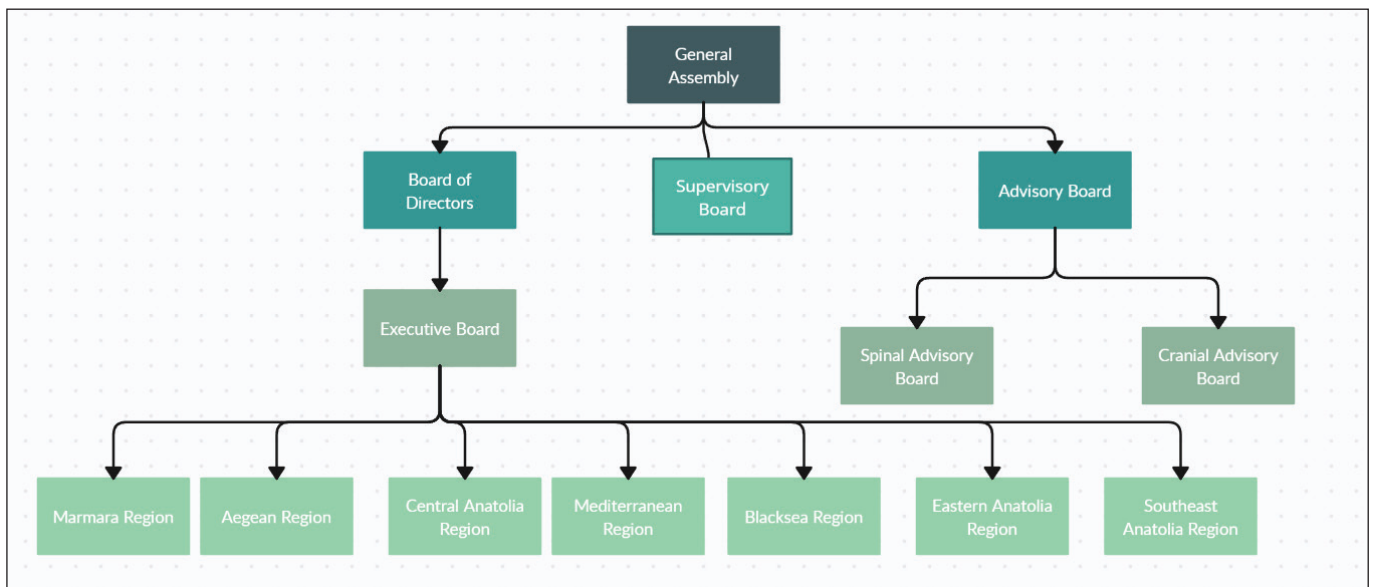 General
Assembly
Board of
Directors
Supervisory
Board
Advisory Board
Executive Board
Spinal Advisory
Board
Cranial Advisory
Board
Marmara Region
Aegean Region
Central Anatolia
Region
Mediterranean
Region
Blacksea Region
Eastern Anatolia
Region
Southeast
Anatolia Region